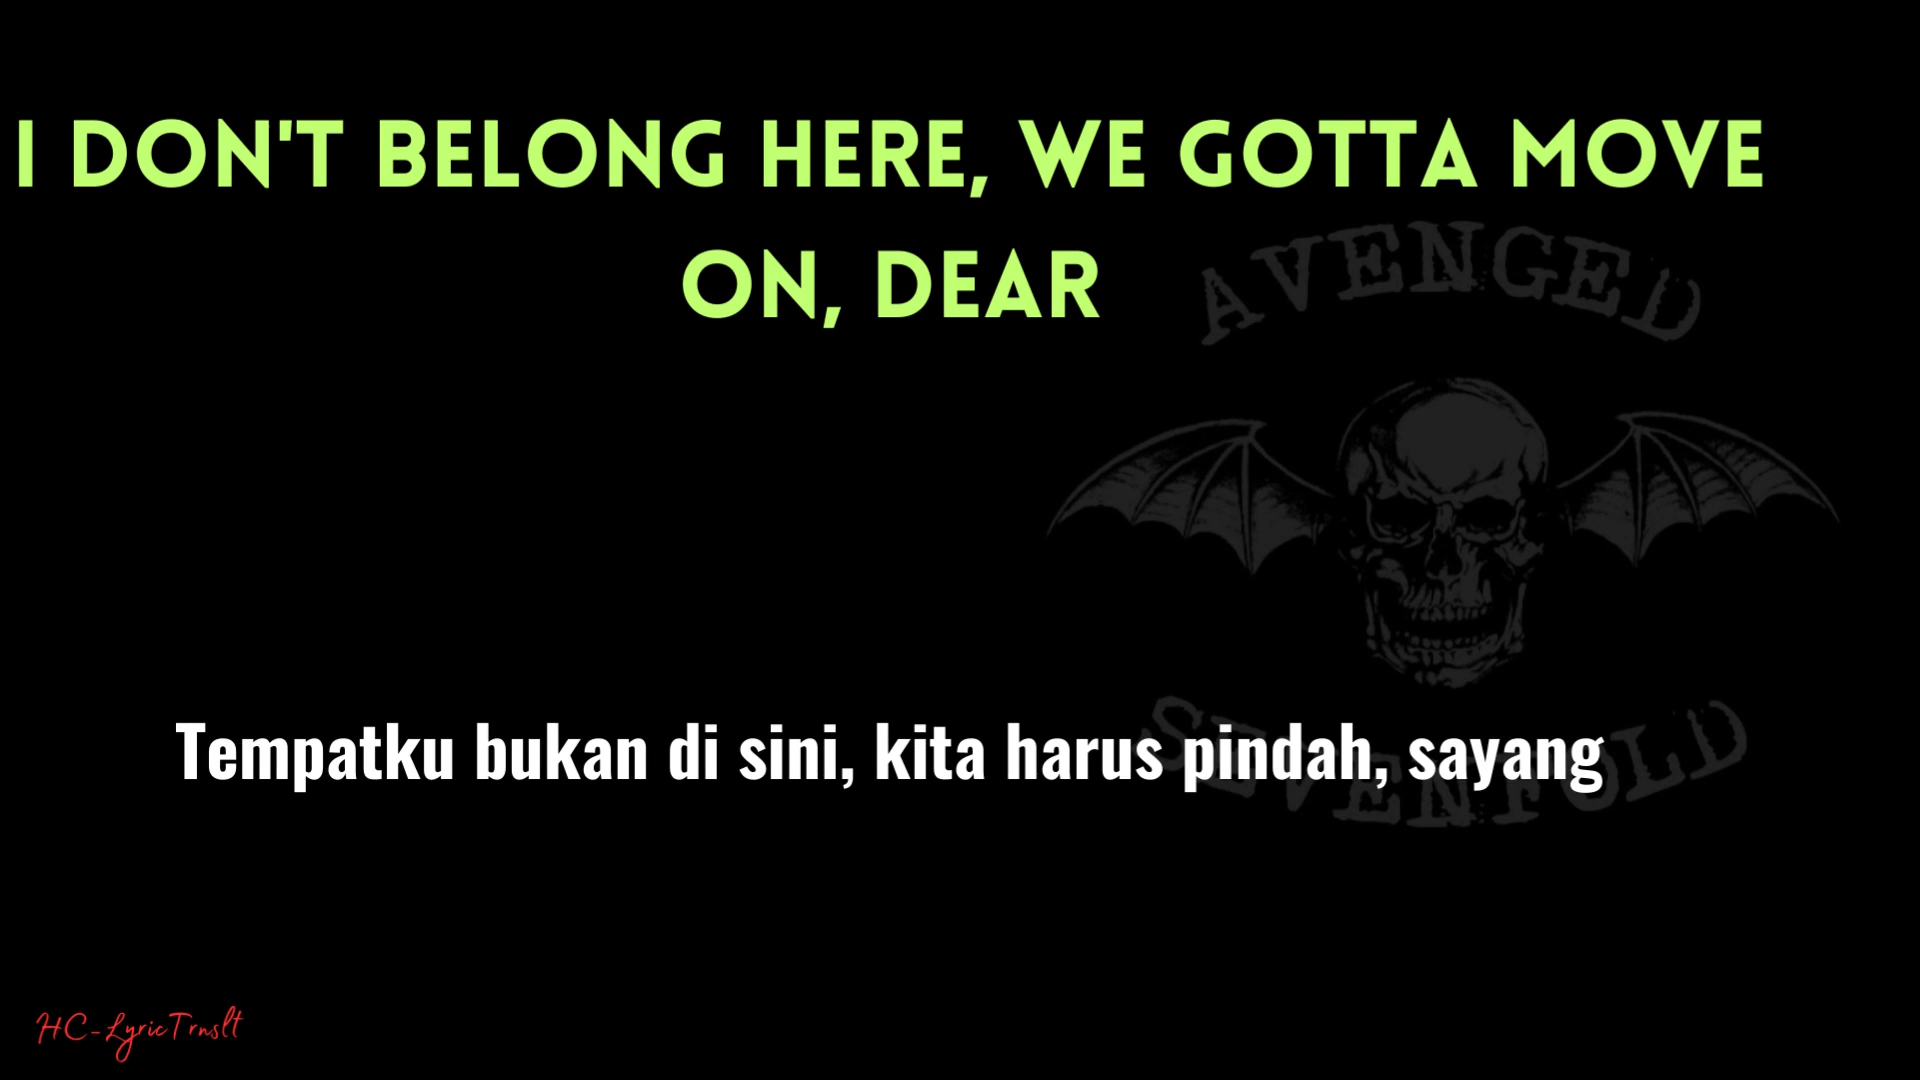 I DON'T BELONG HERE, WE GOTTA MOVE
ON, DEAR
AVENGED
Tempatku bukan di sini, kita harus pindah, sayang
SEVENFOLD
HC-LyricTrnslt